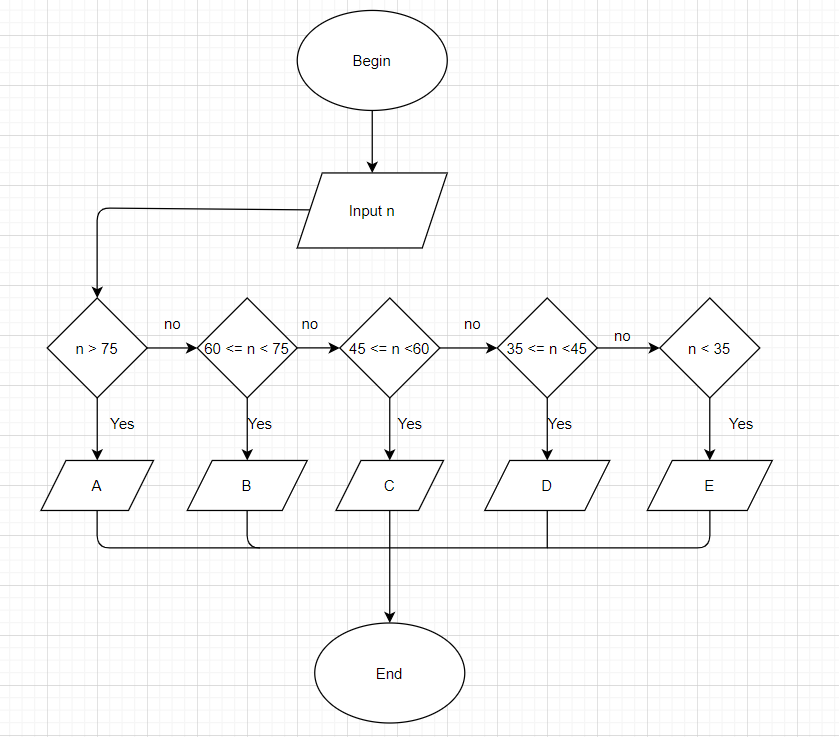 Begin
Input n
no
no
no
no
n > 75
60 <= n < 75
45 <= n <60
35 <= n <45
n < 35
Yes
Yes
Yes
Yes
Yes
A
B
C
D
E
End